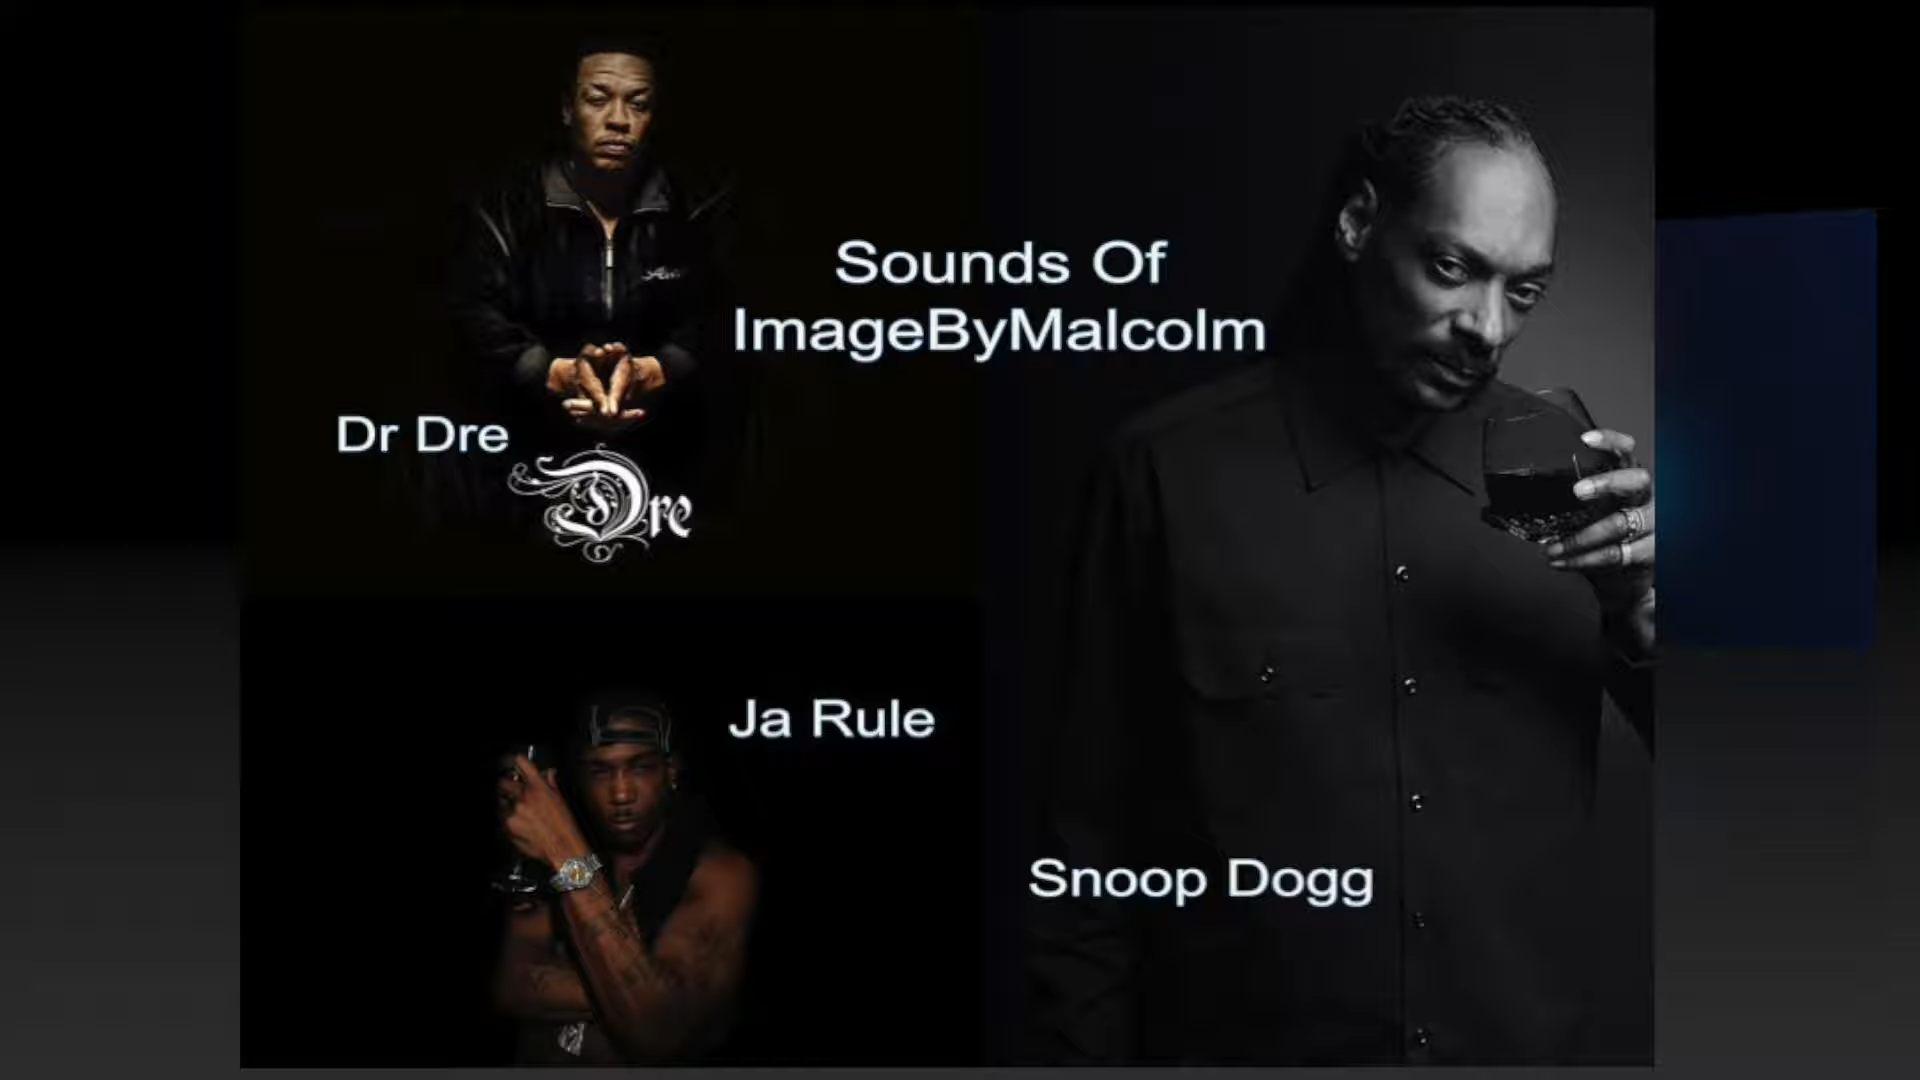 Sounds Of
ImageByMalcolm
Dr Dre
Dre
Ja Rule
Snoop Dogg